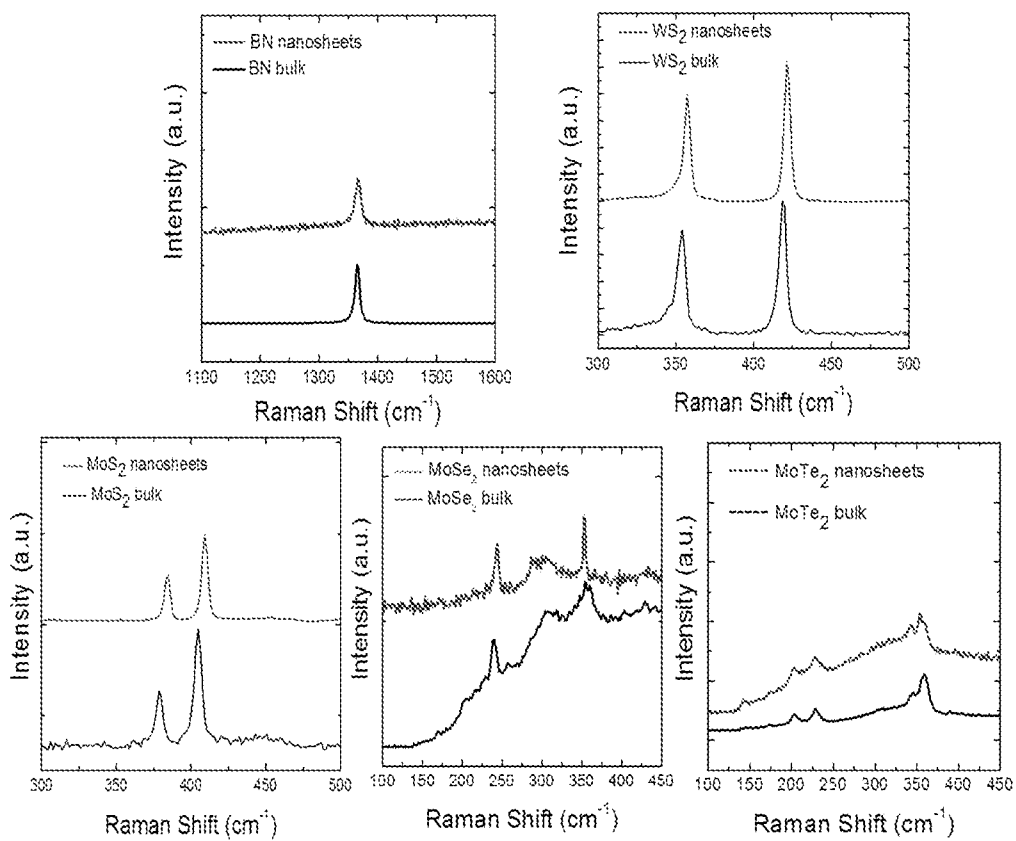 BN nanosheets
BN bulk
Intensity (a.u.)
1100 1200 1300 1400 1500 1600
Raman Shift (cm-1)
WS2 nanosheets
WS2 bulk
Intensity (a.u.)
300 350 400 450 500
Raman Shift (cm-1)
MoS2 nanosheets
MoS2 bulk
Intensity (a.u.)
300 350 400 450 500
Raman Shift (cm-1)
MoSe2 nanosheets
MoSe2 bulk
Intensity (a.u.)
100 150 200 250 300 350 400 450
Raman Shift (cm-1)
MoTe2 nanosheets
MoTe2 bulk
Intensity (a.u.)
100 150 200 250 300 350 400 450
Raman Shift (cm-1)